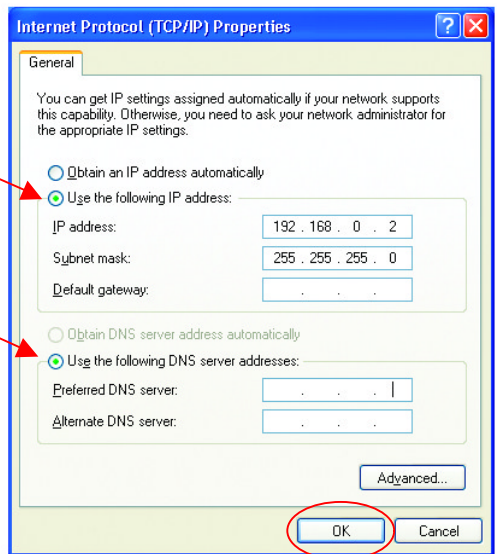 Internet Protocol (TCP/IP) Properties
General
You can get IP settings assigned automatically if your network supports
this capability. Otherwise, you need to ask your network administrator for
the appropriate IP settings.
Obtain an IP address automatically
Use the following IP address:
IP address: 192 . 168 . 0 . 2
Subnet mask: 255 . 255 . 255 . 0
Default gateway: . . .
Obtain DNS server address automatically
Use the following DNS server addresses:
Preferred DNS server: . . .
Alternate DNS server: . . .
Advanced...
OK Cancel